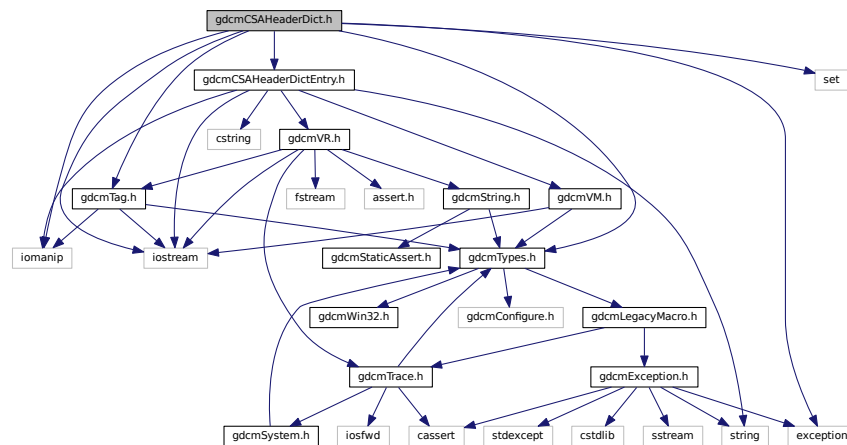 gdcmCSAHeaderDict.h
gdcmCSAHeaderDictEntry.h
set
cstring
gdcmVR.h
gdcmTag.h
fstream
assert.h
gdcmString.h
gdcmVM.h
iomanip
iostream
gdcmStaticAssert.h
gdcmTypes.h
gdcmWin32.h
gdcmConfigure.h
gdcmLegacyMacro.h
gdcmTrace.h
gdcmException.h
gdcmSystem.h
iosfwd
cassert
stdexcept
cstdlib
sstream
string
exception